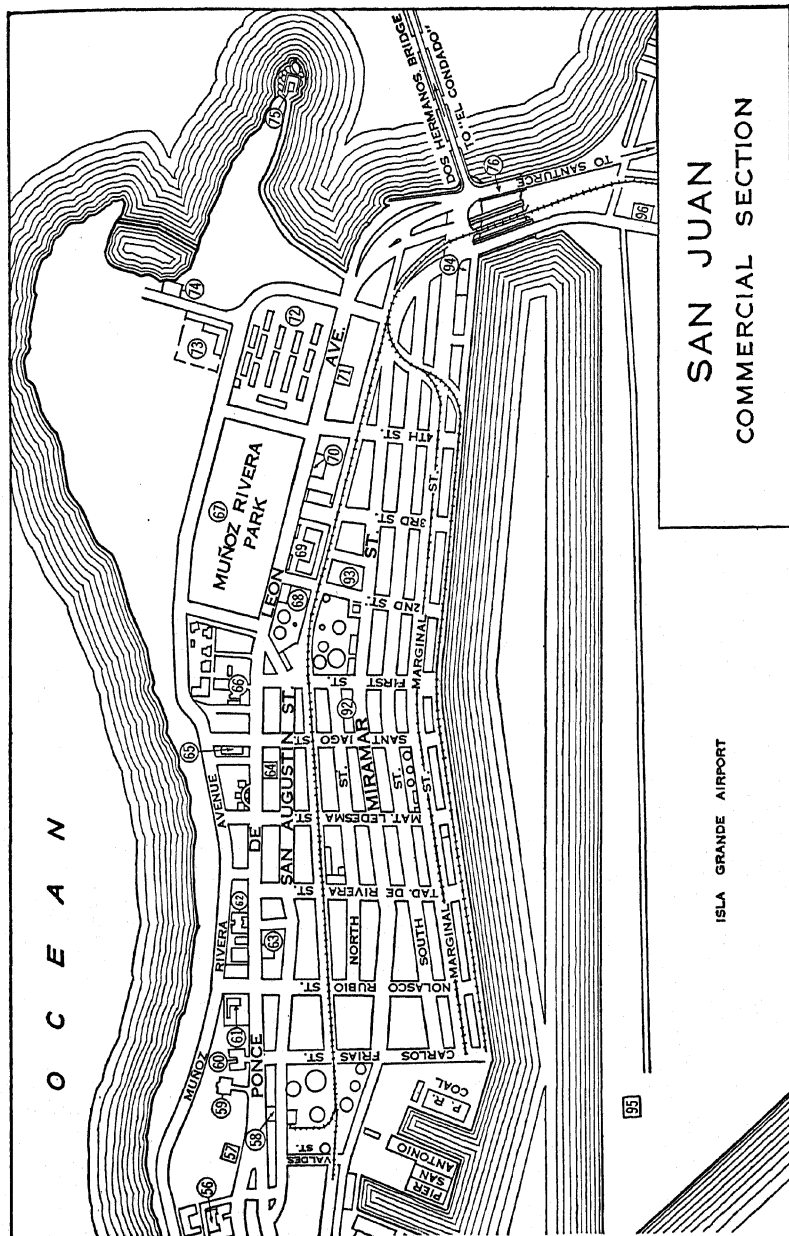 SAN JUAN
COMMERCIAL SECTION
OCEAN
DOS HERMANOS BRIDGE
TO "EL CONDADO"
TO SANTURCE
75
76
96
94
74
73
72
71
AVE.
4TH ST.
70
67
MUÑOZ RIVERA
PARK
3RD ST.
ST.
69
93
LEON
68
2ND ST.
ST.
MARGINAL
66
FIRST ST.
92
65
SANT IAGO ST.
SAN AUGUSTIN ST.
64
MIRAMAR
ST.
ST.
ST.
AVENUE
DE
MAT. LEDESMA ST.
62
TAD. DE RIVERA ST.
RIVERA
63
NORTH
SOUTH
MARGINAL
NOLASCO RUBIO ST.
61
60
MUÑOZ
PONCE
CARLOS FRIAS ST.
59
58
57
VALDES ST.
56
P. R.
COAL
PIER
SAN
ANTONIO
95
ISLA GRANDE AIRPORT